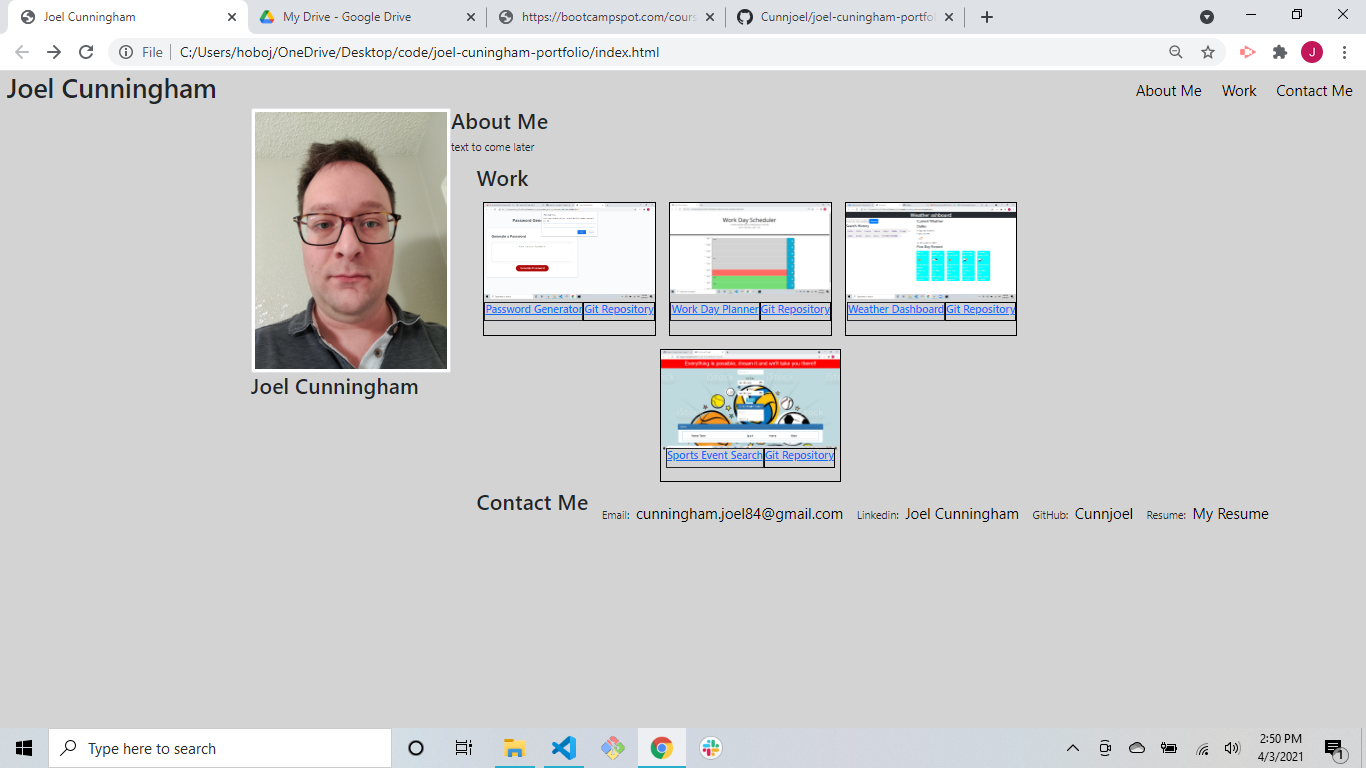 Joel Cunningham
My Drive - Google Drive
https://bootcampspot.com/cours
Cunnjoel/joel-cuningham-portfo
File
C:/Users/hoboj/OneDrive/Desktop/code/joel-cuningham-portfolio/index.html
J
Joel Cunningham
About Me Work Contact Me
About Me
text to come later
Work
Password Generator Git Repository
Work Day Scheduler
Work Day Planner Git Repository
Weather Dashboard Git Repository
Everything is possible, dream it and we'll take you there!!
Sports Event Search Git Repository
Joel Cunningham
Contact Me
Email: cunningham.joel84@gmail.com Linkedin: Joel Cunningham GitHub: Cunnjoel Resume: My Resume
Type here to search
2:50 PM
4/3/2021
1